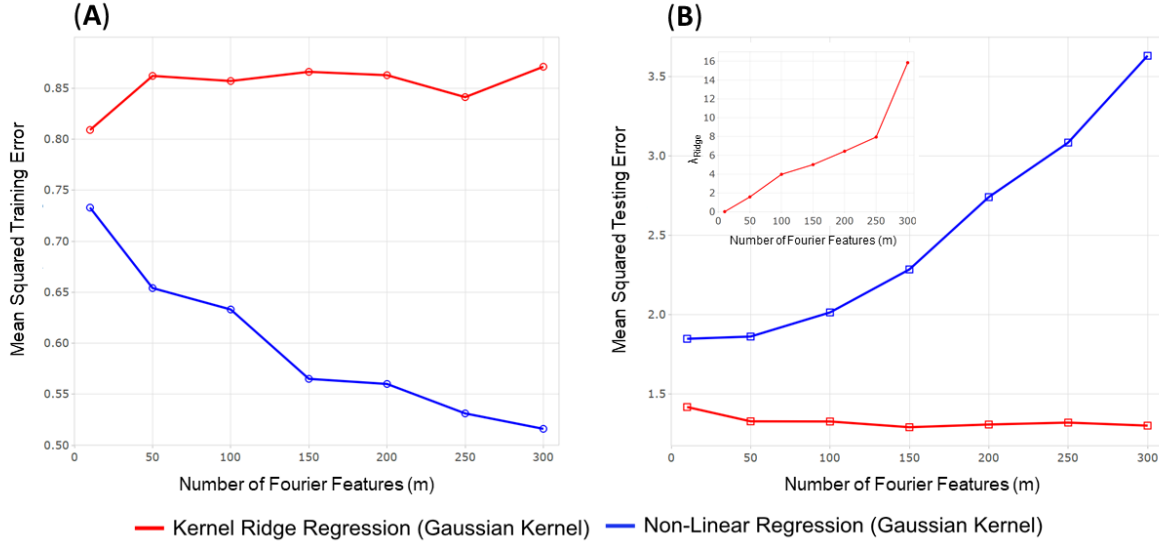 (A)
Mean Squared Training Error
0.85
0.80
0.75
0.70
0.65
0.60
0.55
0.50
0 50 100 150 200 250 300
Number of Fourier Features (m)
(B)
Mean Squared Testing Error
3.5
3.0
2.5
2.0
1.5
0 50 100 150 200 250 300
Number of Fourier Features (m)
λRidge
16
14
12
10
8
6
4
2
0
0 50 100 150 200 250 300
Number of Fourier Features (m)
Kernel Ridge Regression (Gaussian Kernel) Non-Linear Regression (Gaussian Kernel)